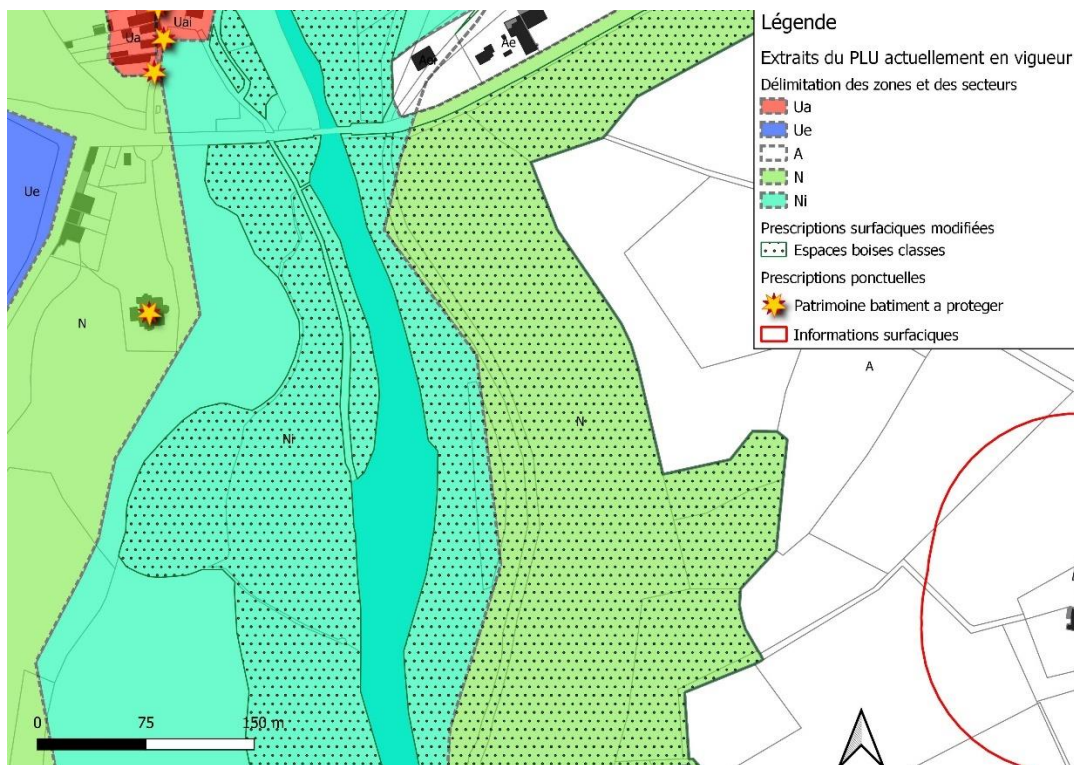 Légende
Extraits du PLU actuellement en vigueur
Délimitation des zones et des secteurs
Ua
Ue
A
N
Ni
Prescriptions surfaciques modifiées
Espaces boises classes
Prescriptions ponctuelles
Patrimoine batiment a proteger
Informations surfaciques
Uai
Ua
Ae
Ue
N
A
N
Ni
0 75 150 m